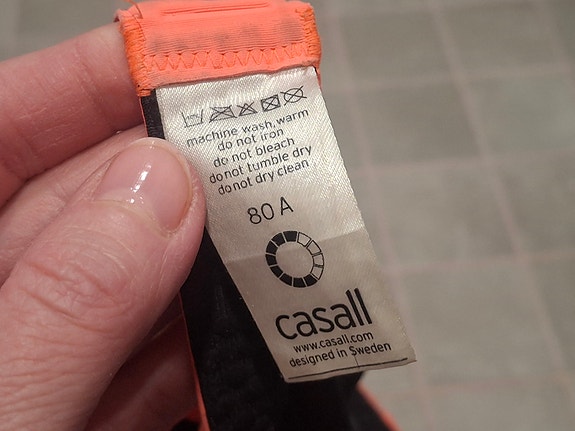 machine wash, warm
do not iron
do not bleach
do not tumble dry
do not dry clean
80 A
casall
www.casall.com
designed in Sweden